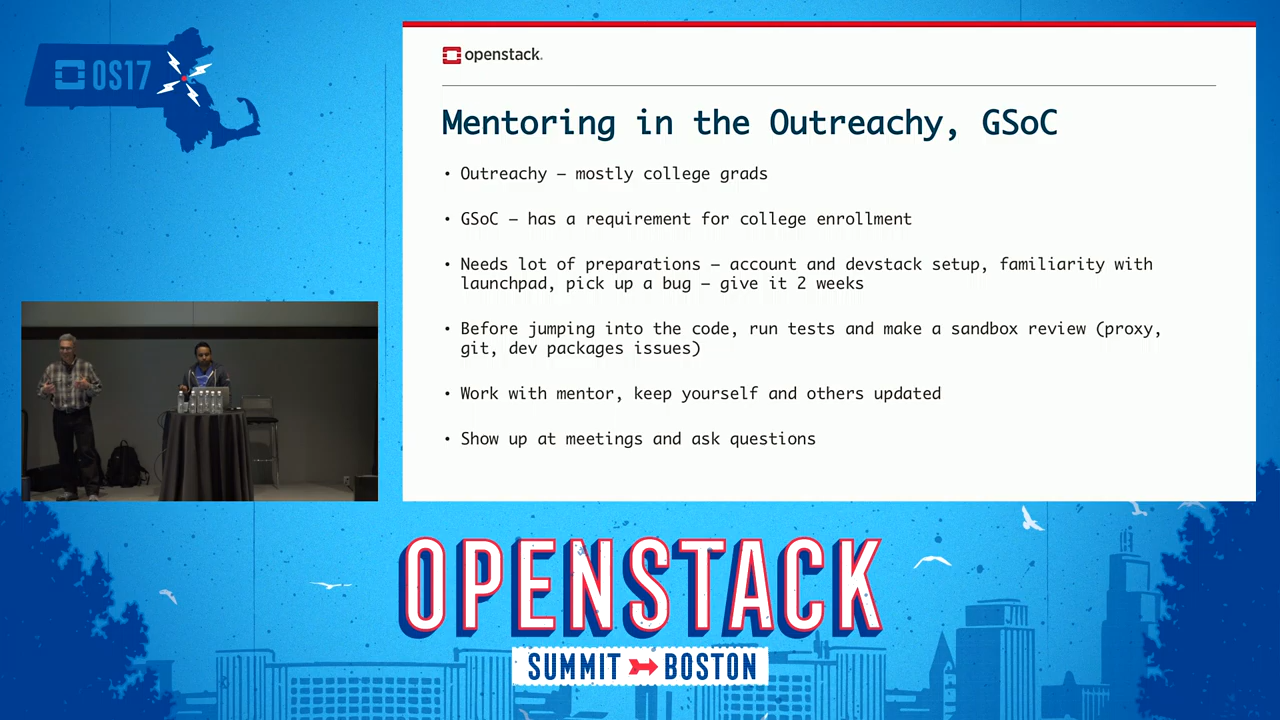 OS17
openstack.
Mentoring in the Outreachy, GSoC
• Outreachy – mostly college grads
• GSoC – has a requirement for college enrollment
• Needs lot of preparations – account and devstack setup, familiarity with
launchpad, pick up a bug – give it 2 weeks
• Before jumping into the code, run tests and make a sandbox review (proxy,
git, dev packages issues)
• Work with mentor, keep yourself and others updated
• Show up at meetings and ask questions
OPENSTACK
SUMMIT BOSTON